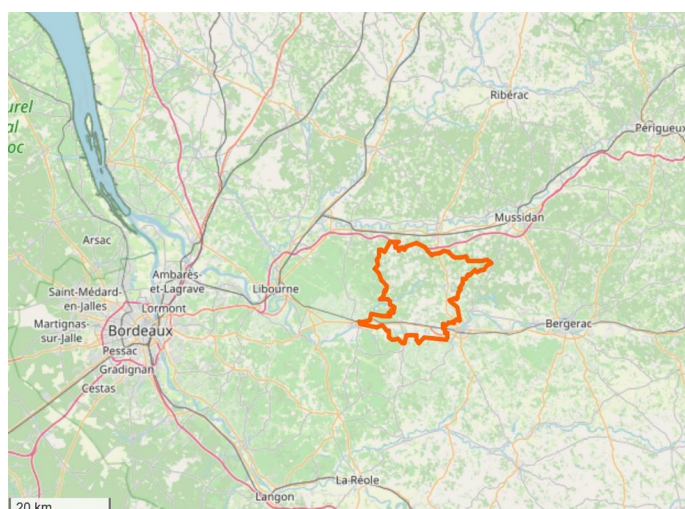 Ribérac
urel
al
oc
Périgueux
Mussidan
Arsac
Ambarès-
et-Lagrave
Libourne
Saint-Médard-
en-Jalles
Lormont
Martignas-
sur-Jalle
Bordeaux
Bergerac
Pessac
Gradignan
Cestas
La Réole
Langon
20 km